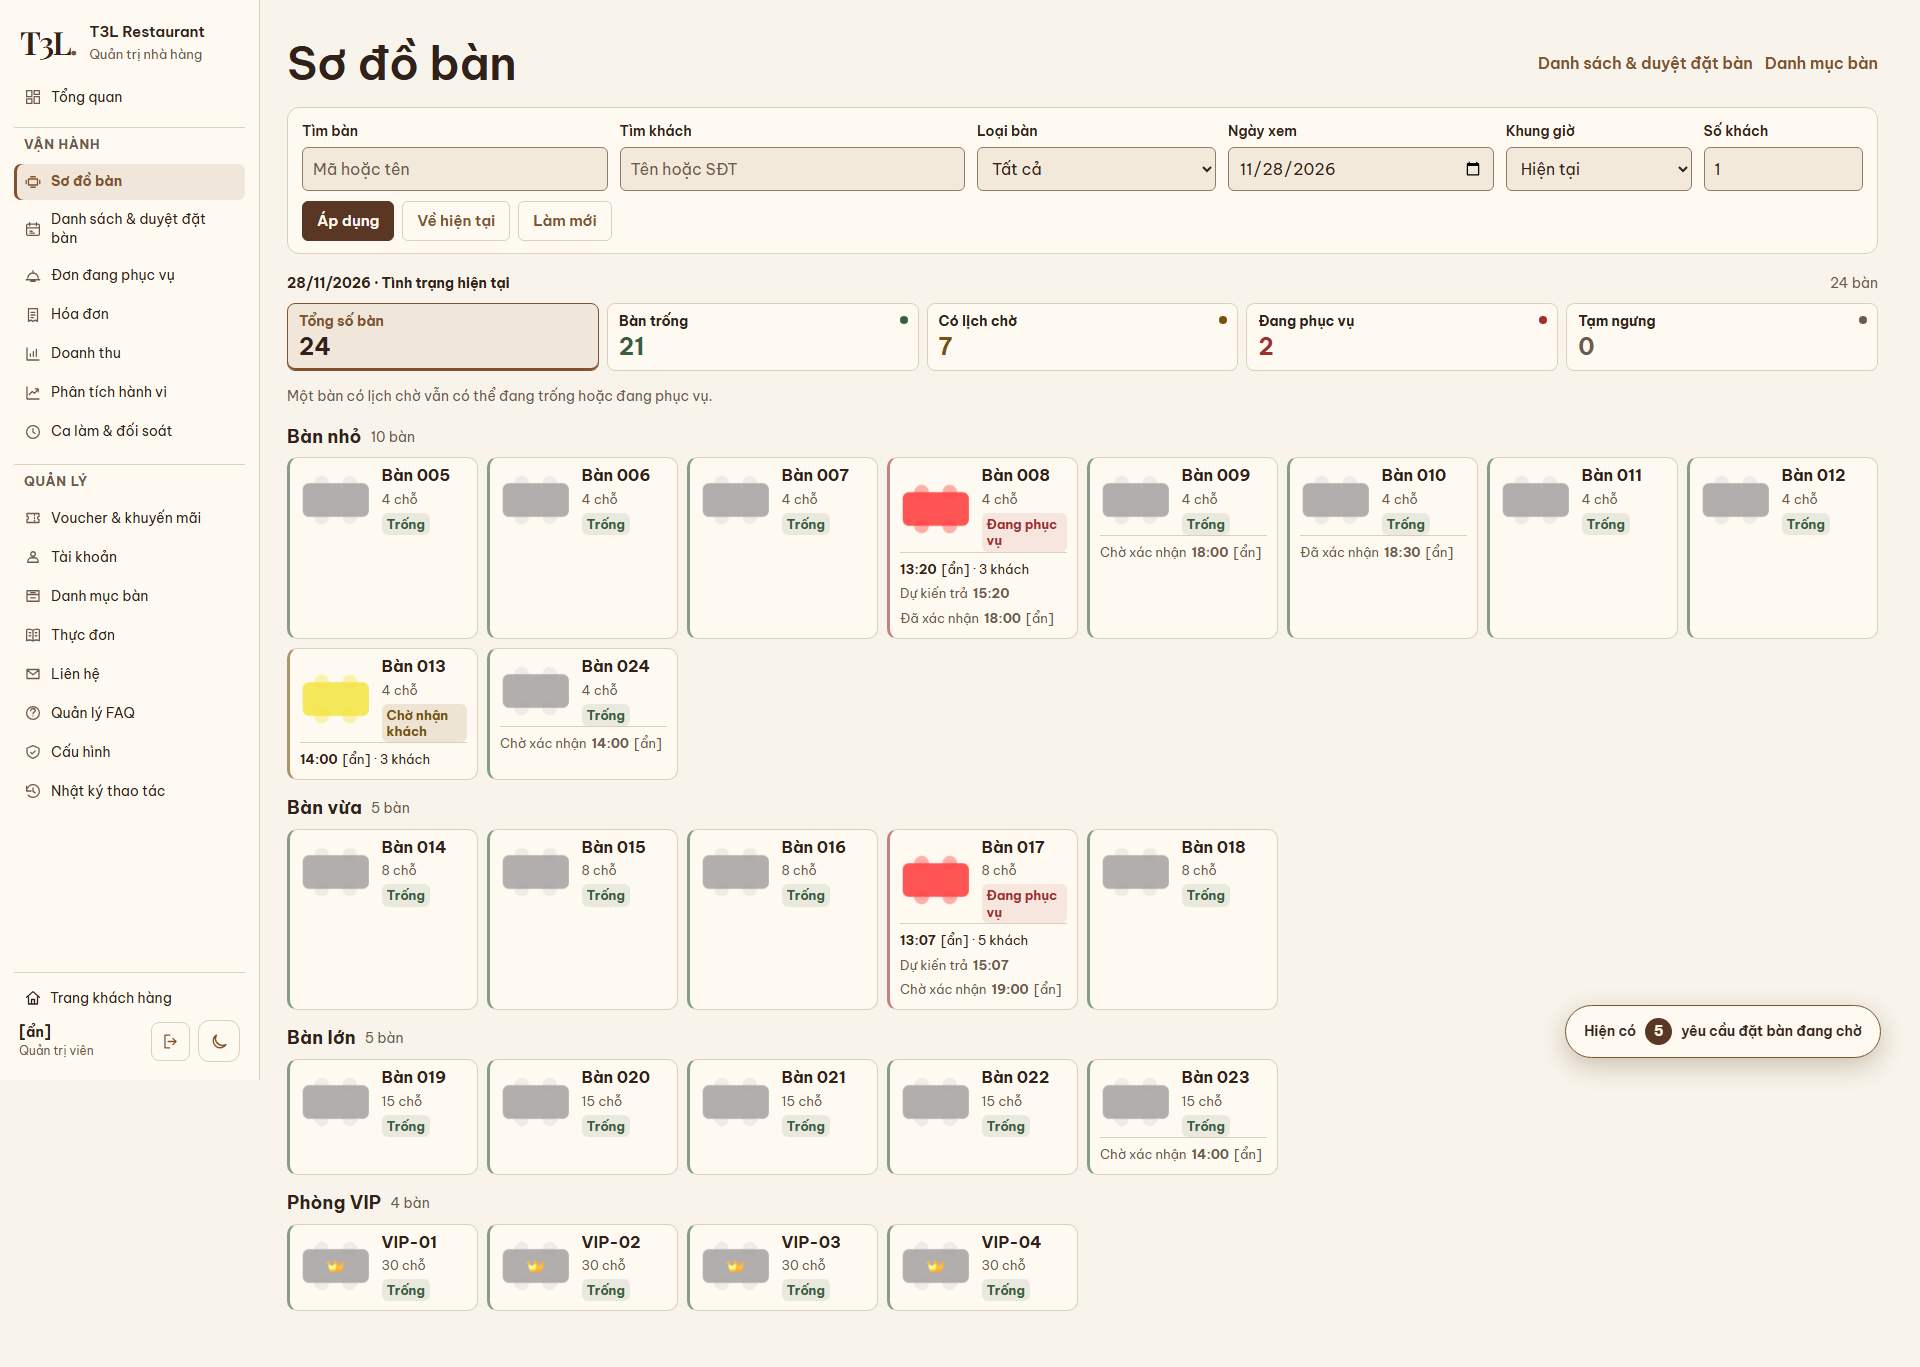 T3L.
T3L Restaurant
Quản trị nhà hàng
Tổng quan
VẬN HÀNH
Sơ đồ bàn
Danh sách & duyệt đặt
bàn
Đơn đang phục vụ
Hóa đơn
Doanh thu
Phân tích hành vi
Ca làm & đối soát
QUẢN LÝ
Voucher & khuyến mãi
Tài khoản
Danh mục bàn
Thực đơn
Liên hệ
Quản lý FAQ
Cấu hình
Nhật ký thao tác
Trang khách hàng
[ẩn]
Quản trị viên
Sơ đồ bàn
Danh sách & duyệt đặt bàn Danh mục bàn
Tìm bàn Tìm khách Loại bàn Ngày xem Khung giờ Số khách
Mã hoặc tên Tên hoặc SĐT Tất cả 11/28/2026 Hiện tại 1
Áp dụng Về hiện tại Làm mới
28/11/2026 · Tình trạng hiện tại 24 bàn
Tổng số bàn
24
Bàn trống
21
Có lịch chờ
7
Đang phục vụ
2
Tạm ngưng
0
Một bàn có lịch chờ vẫn có thể đang trống hoặc đang phục vụ.
Bàn nhỏ 10 bàn
Bàn 005
4 chỗ
Trống
Bàn 006
4 chỗ
Trống
Bàn 007
4 chỗ
Trống
Bàn 008
4 chỗ
Đang phục
vụ
13:20 [ẩn] · 3 khách
Dự kiến trả 15:20
Đã xác nhận 18:00 [ẩn]
Bàn 009
4 chỗ
Trống
Chờ xác nhận 18:00 [ẩn]
Bàn 010
4 chỗ
Trống
Đã xác nhận 18:30 [ẩn]
Bàn 011
4 chỗ
Trống
Bàn 012
4 chỗ
Trống
Bàn 013
4 chỗ
Chờ nhận
khách
14:00 [ẩn] · 3 khách
Bàn 024
4 chỗ
Trống
Chờ xác nhận 14:00 [ẩn]
Bàn vừa 5 bàn
Bàn 014
8 chỗ
Trống
Bàn 015
8 chỗ
Trống
Bàn 016
8 chỗ
Trống
Bàn 017
8 chỗ
Đang phục
vụ
13:07 [ẩn] · 5 khách
Dự kiến trả 15:07
Chờ xác nhận 19:00 [ẩn]
Bàn 018
8 chỗ
Trống
Hiện có 5 yêu cầu đặt bàn đang chờ
Bàn lớn 5 bàn
Bàn 019
15 chỗ
Trống
Bàn 020
15 chỗ
Trống
Bàn 021
15 chỗ
Trống
Bàn 022
15 chỗ
Trống
Bàn 023
15 chỗ
Trống
Chờ xác nhận 14:00 [ẩn]
Phòng VIP 4 bàn
VIP-01
30 chỗ
Trống
VIP-02
30 chỗ
Trống
VIP-03
30 chỗ
Trống
VIP-04
30 chỗ
Trống